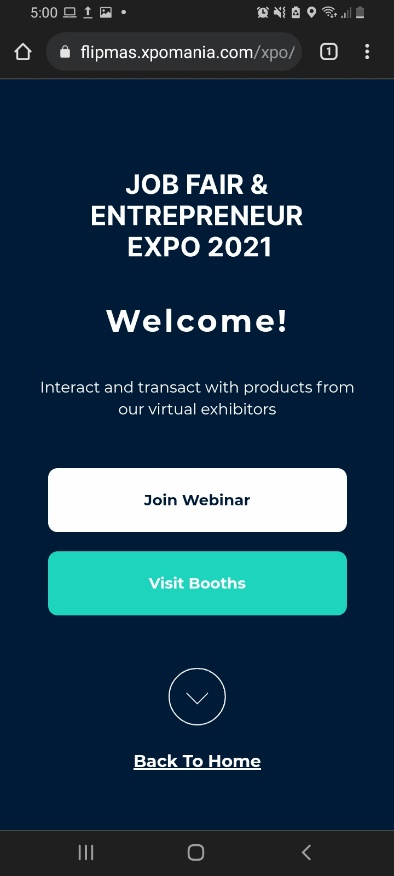 5:00
flipmas.xpomania.com/xpo/
1
JOB FAIR &
ENTREPRENEUR
EXPO 2021
Welcome!
Interact and transact with products from
our virtual exhibitors
Join Webinar
Visit Booths
Back To Home